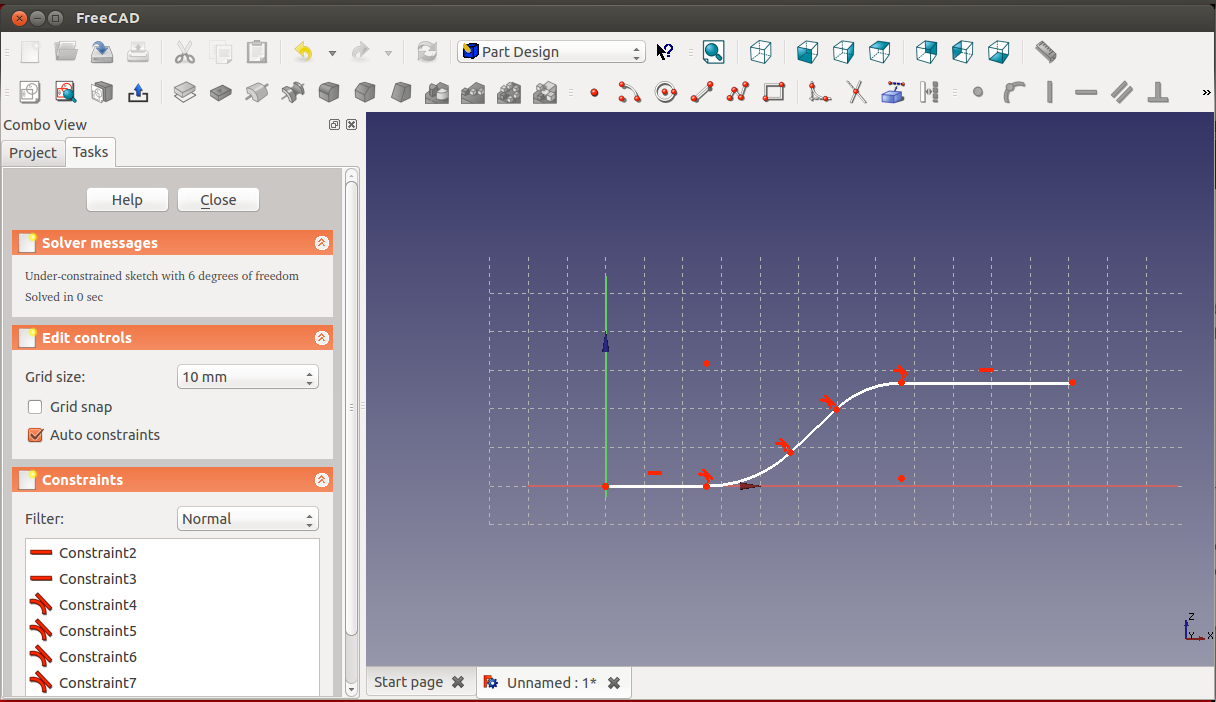 FreeCAD
Part Design
Combo View
Project
Tasks
Help
Close
Solver messages
Under-constrained sketch with 6 degrees of freedom
Solved in 0 sec
Edit controls
Grid size:
10 mm
Grid snap
Auto constraints
Constraints
Filter:
Normal
Constraint2
Constraint3
Constraint4
Constraint5
Constraint6
Constraint7
Z
Y
X
Start page
Unnamed : 1*